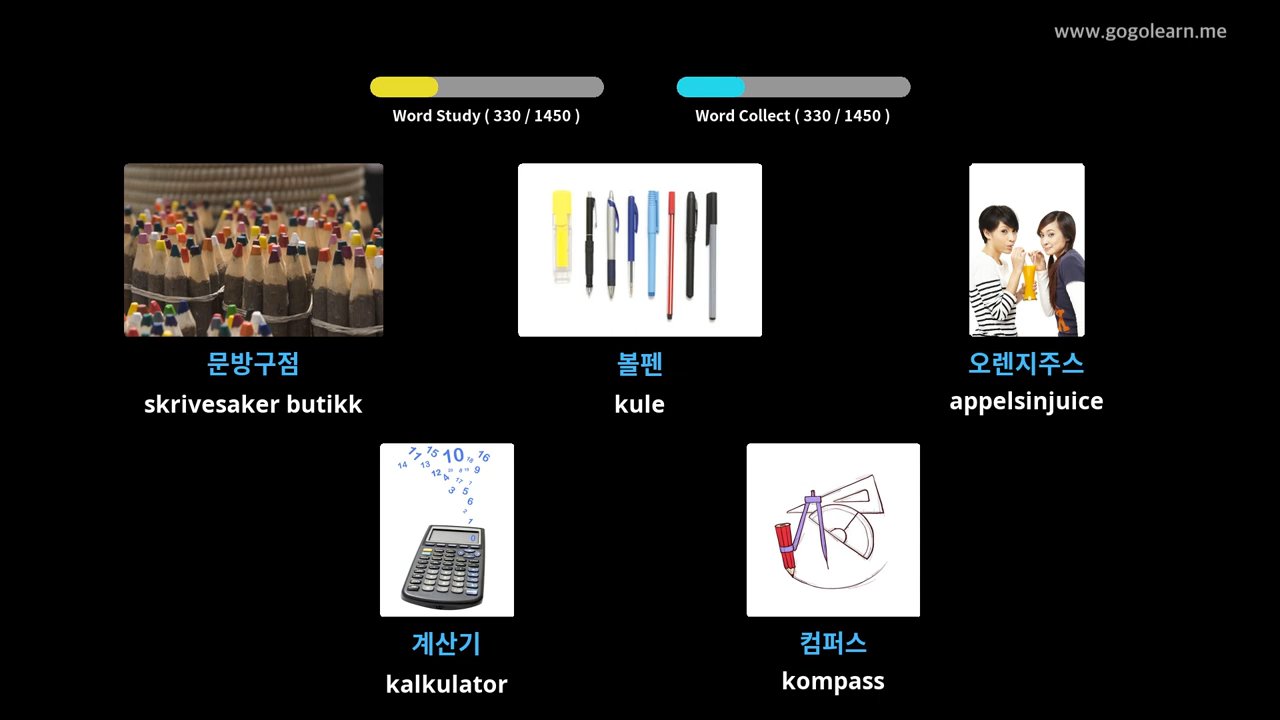 www.gogolearn.me
Word Study ( 330 / 1450 )
Word Collect ( 330 / 1450 )
문방구점
skrivesaker butikk
볼펜
kule
오렌지주스
appelsinjuice
계산기
kalkulator
컴퍼스
kompass